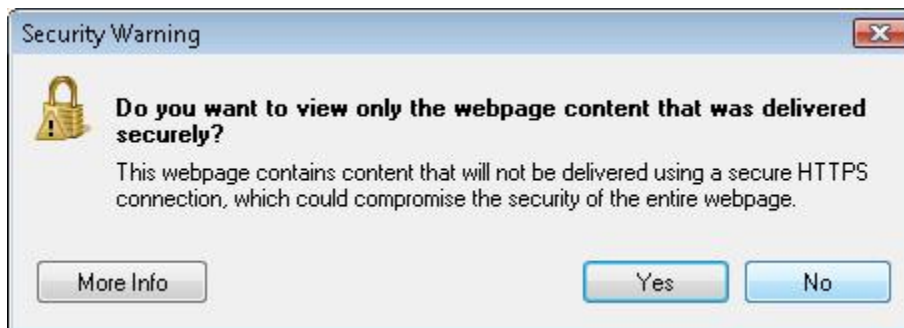 Security Warning
Do you want to view only the webpage content that was delivered
securely?
This webpage contains content that will not be delivered using a secure HTTPS
connection, which could compromise the security of the entire webpage.
More Info Yes No